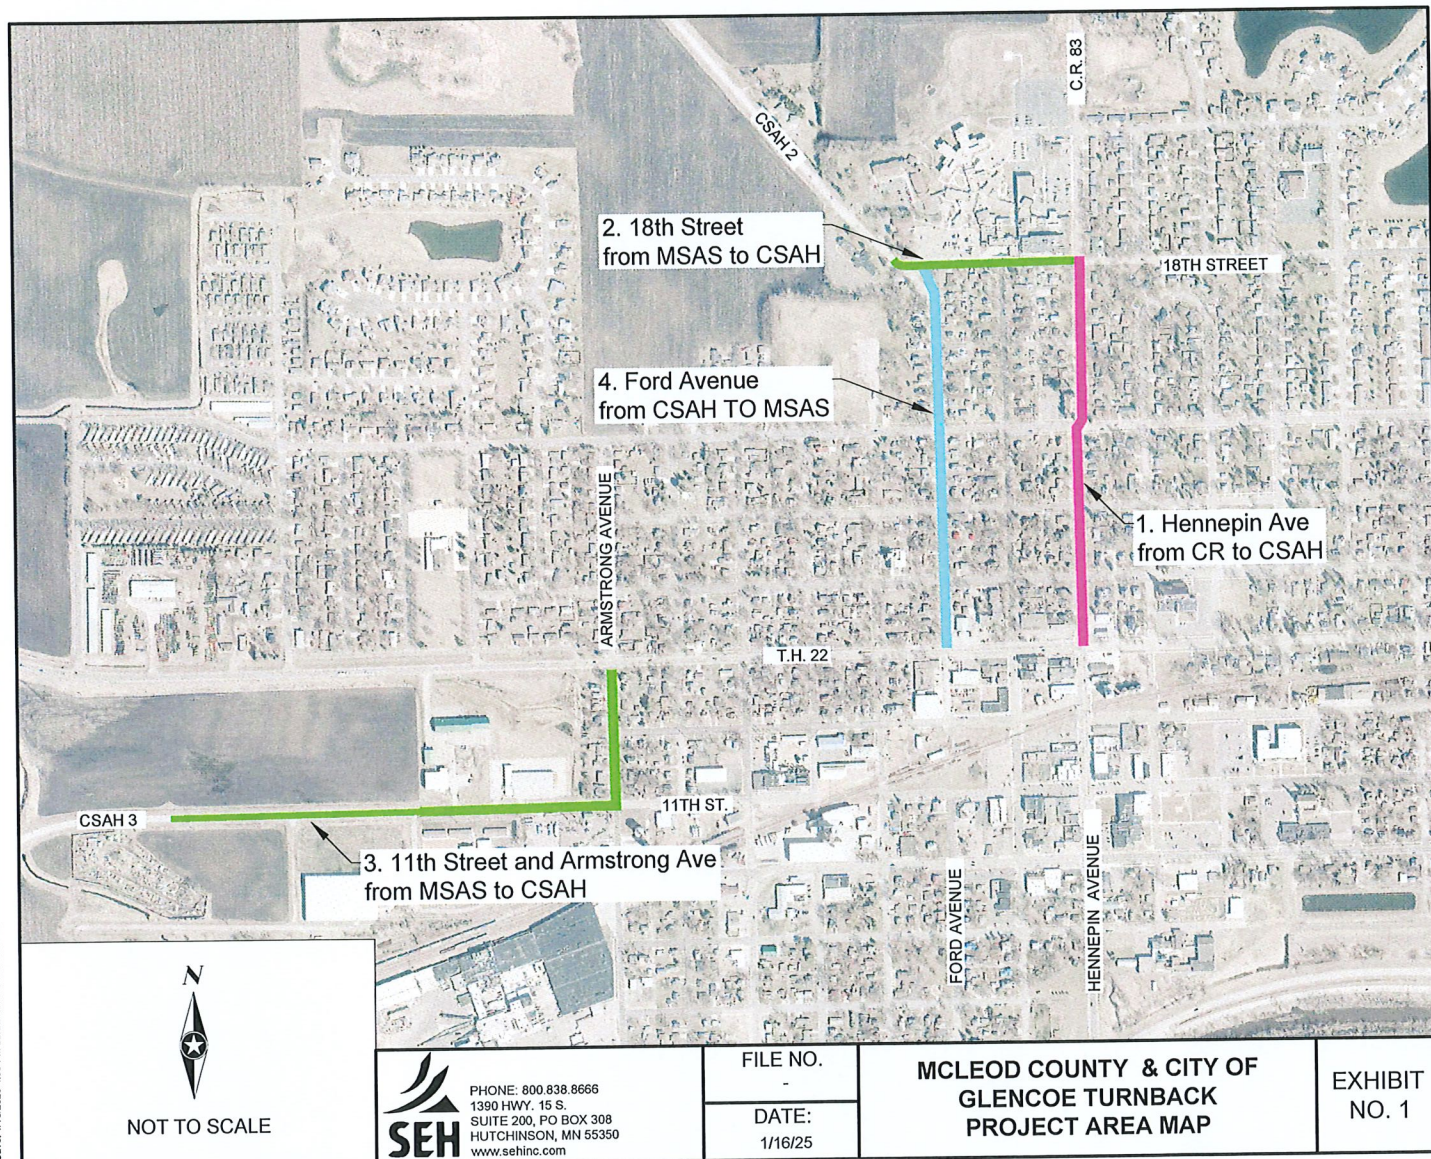 C.R. 83
CSAH 2
2. 18th Street
from MSAS to CSAH
18TH STREET
4. Ford Avenue
from CSAH TO MSAS
ARMSTRONG AVENUE
1. Hennepin Ave
from CR to CSAH
T.H. 22
CSAH 3
11TH ST.
3. 11th Street and Armstrong Ave
from MSAS to CSAH
FORD AVENUE
HENNEPIN AVENUE
N
NOT TO SCALE
SEH
PHONE: 800.838.8666
1390 HWY. 15 S.
SUITE 200, PO BOX 308
HUTCHINSON, MN 55350
www.sehinc.com
FILE NO.
-
DATE:
1/16/25
MCLEOD COUNTY & CITY OF
GLENCOE TURNBACK
PROJECT AREA MAP
EXHIBIT
NO. 1